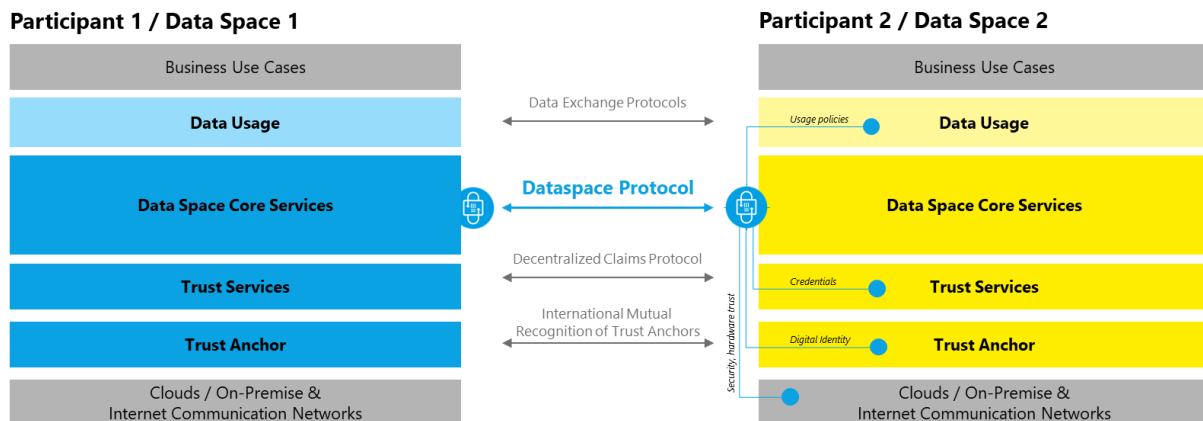 Participant 1 / Data Space 1
Participant 2 / Data Space 2
Business Use Cases
Business Use Cases
Data Exchange Protocols
Data Usage
Usage policies
Data Usage
Dataspace Protocol
Data Space Core Services
Data Space Core Services
Decentralized Claims Protocol
Trust Services
Credentials
Trust Services
International Mutual
Recognition of Trust Anchors
Trust Anchor
Digital Identity
Trust Anchor
Security, hardware trust
Clouds / On-Premise &
Internet Communication Networks
Clouds / On-Premise &
Internet Communication Networks